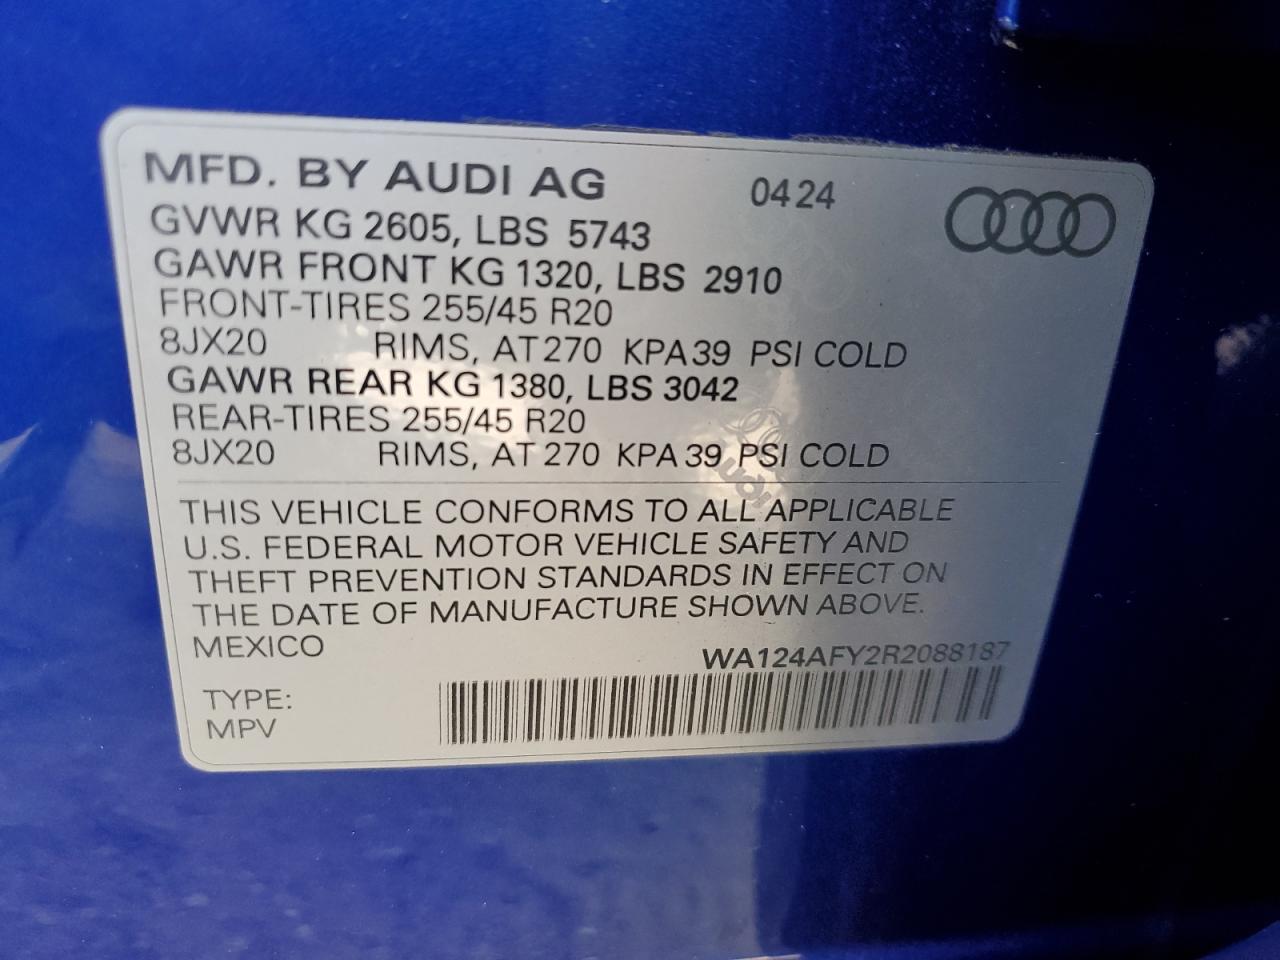 MFD. BY AUDI AG 0424
GVWR KG 2605, LBS 5743
GAWR FRONT KG 1320, LBS 2910
FRONT-TIRES 255/45 R20
8JX20 RIMS, AT 270 KPA 39 PSI COLD
GAWR REAR KG 1380, LBS 3042
REAR-TIRES 255/45 R20
8JX20 RIMS, AT 270 KPA 39 PSI COLD
THIS VEHICLE CONFORMS TO ALL APPLICABLE
U.S. FEDERAL MOTOR VEHICLE SAFETY AND
THEFT PREVENTION STANDARDS IN EFFECT ON
THE DATE OF MANUFACTURE SHOWN ABOVE.
MEXICO
WA124AFY2R2088187
TYPE:
MPV